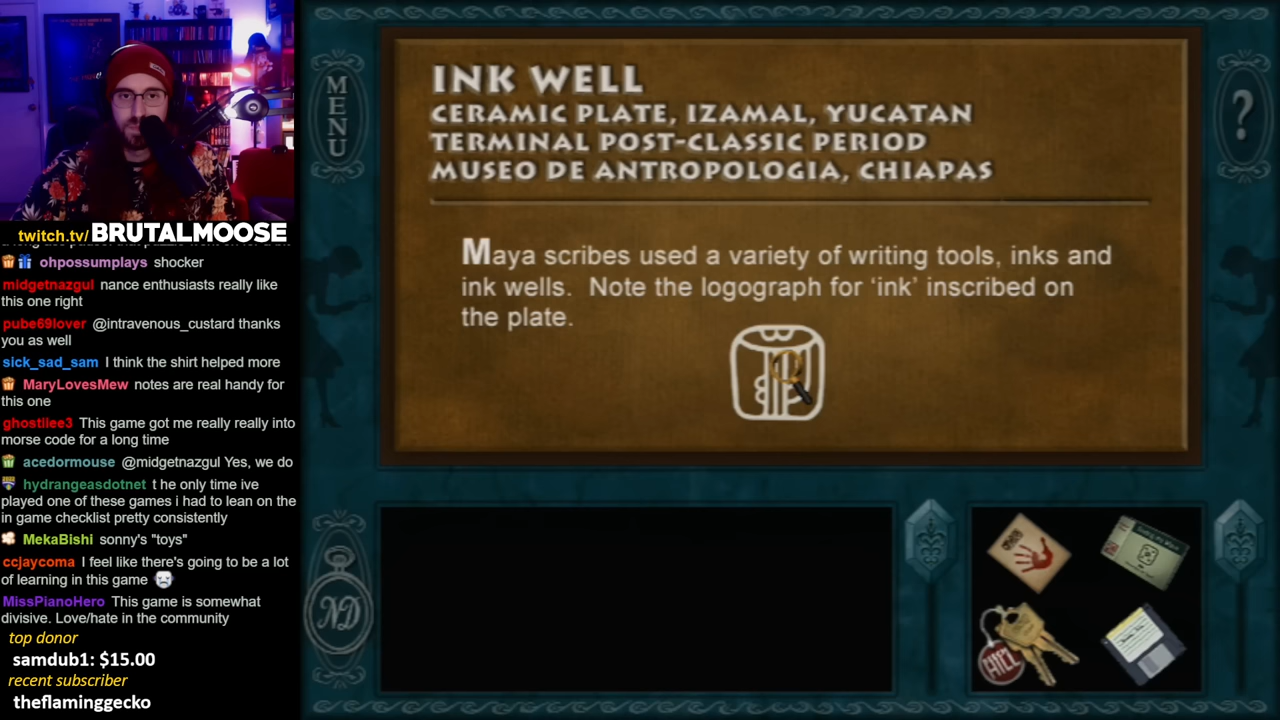 MENU
?
INK WELL
CERAMIC PLATE, IZAMAL, YUCATAN
TERMINAL POST-CLASSIC PERIOD
MUSEO DE ANTROPOLOGIA, CHIAPAS
Maya scribes used a variety of writing tools, inks and
ink wells. Note the logograph for ‘ink’ inscribed on
the plate.
twitch.tv/BRUTALMOOSE
ohpossumplays shocker
midgetnazgul nance enthusiasts really like
this one right
pube69lover @intravenous_custard thanks
you as well
sick_sad_sam I think the shirt helped more
MaryLovesMew notes are real handy for
this one
ghostllee3 This game got me really really into
morse code for a long time
acedormouse @midgetnazgul Yes, we do
hydrangeasdotnet t he only time ive
played one of these games i had to lean on the
in game checklist pretty consistently
MekaBishi sonny's "toys"
ccjaycoma I feel like there's going to be a lot
of learning in this game
MissPianoHero This game is somewhat
divisive. Love/hate in the community
top donor
samdub1: $15.00
recent subscriber
theflaminggecko
ND